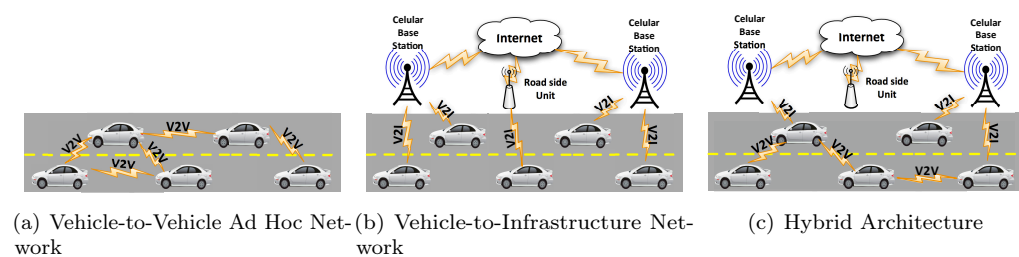 V2V
V2V
V2V
V2V
V2V
(a) Vehicle-to-Vehicle Ad Hoc Net-
work
Celular
Base
Station
Internet
Celular
Base
Station
Road side
Unit
V2I
V2I
V2I
V2I
V2I
(b) Vehicle-to-Infrastructure Net-
work
Celular
Base
Station
Internet
Celular
Base
Station
Road side
Unit
V2I
V2I
V2I
V2V
V2V
V2V
(c) Hybrid Architecture